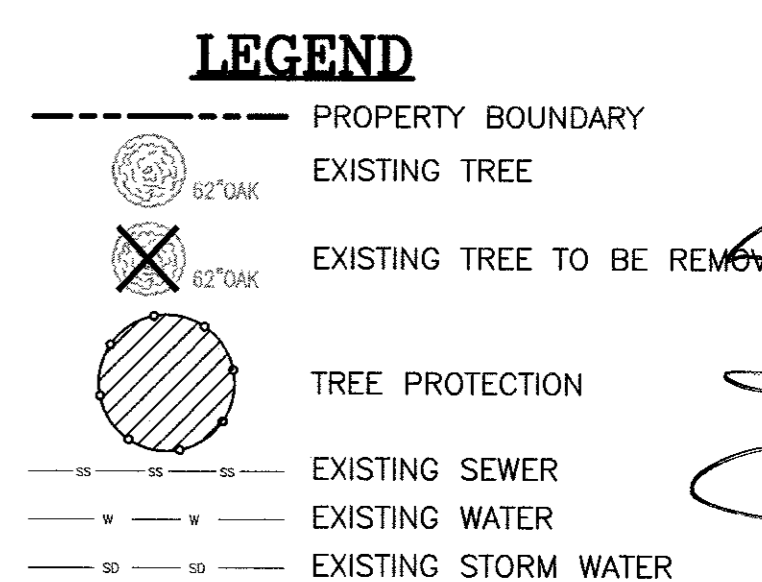 LEGEND
PROPERTY BOUNDARY
62"OAK EXISTING TREE
62"OAK EXISTING TREE TO BE REMOV
TREE PROTECTION
SS SS SS EXISTING SEWER
W W EXISTING WATER
SD SD EXISTING STORM WATER